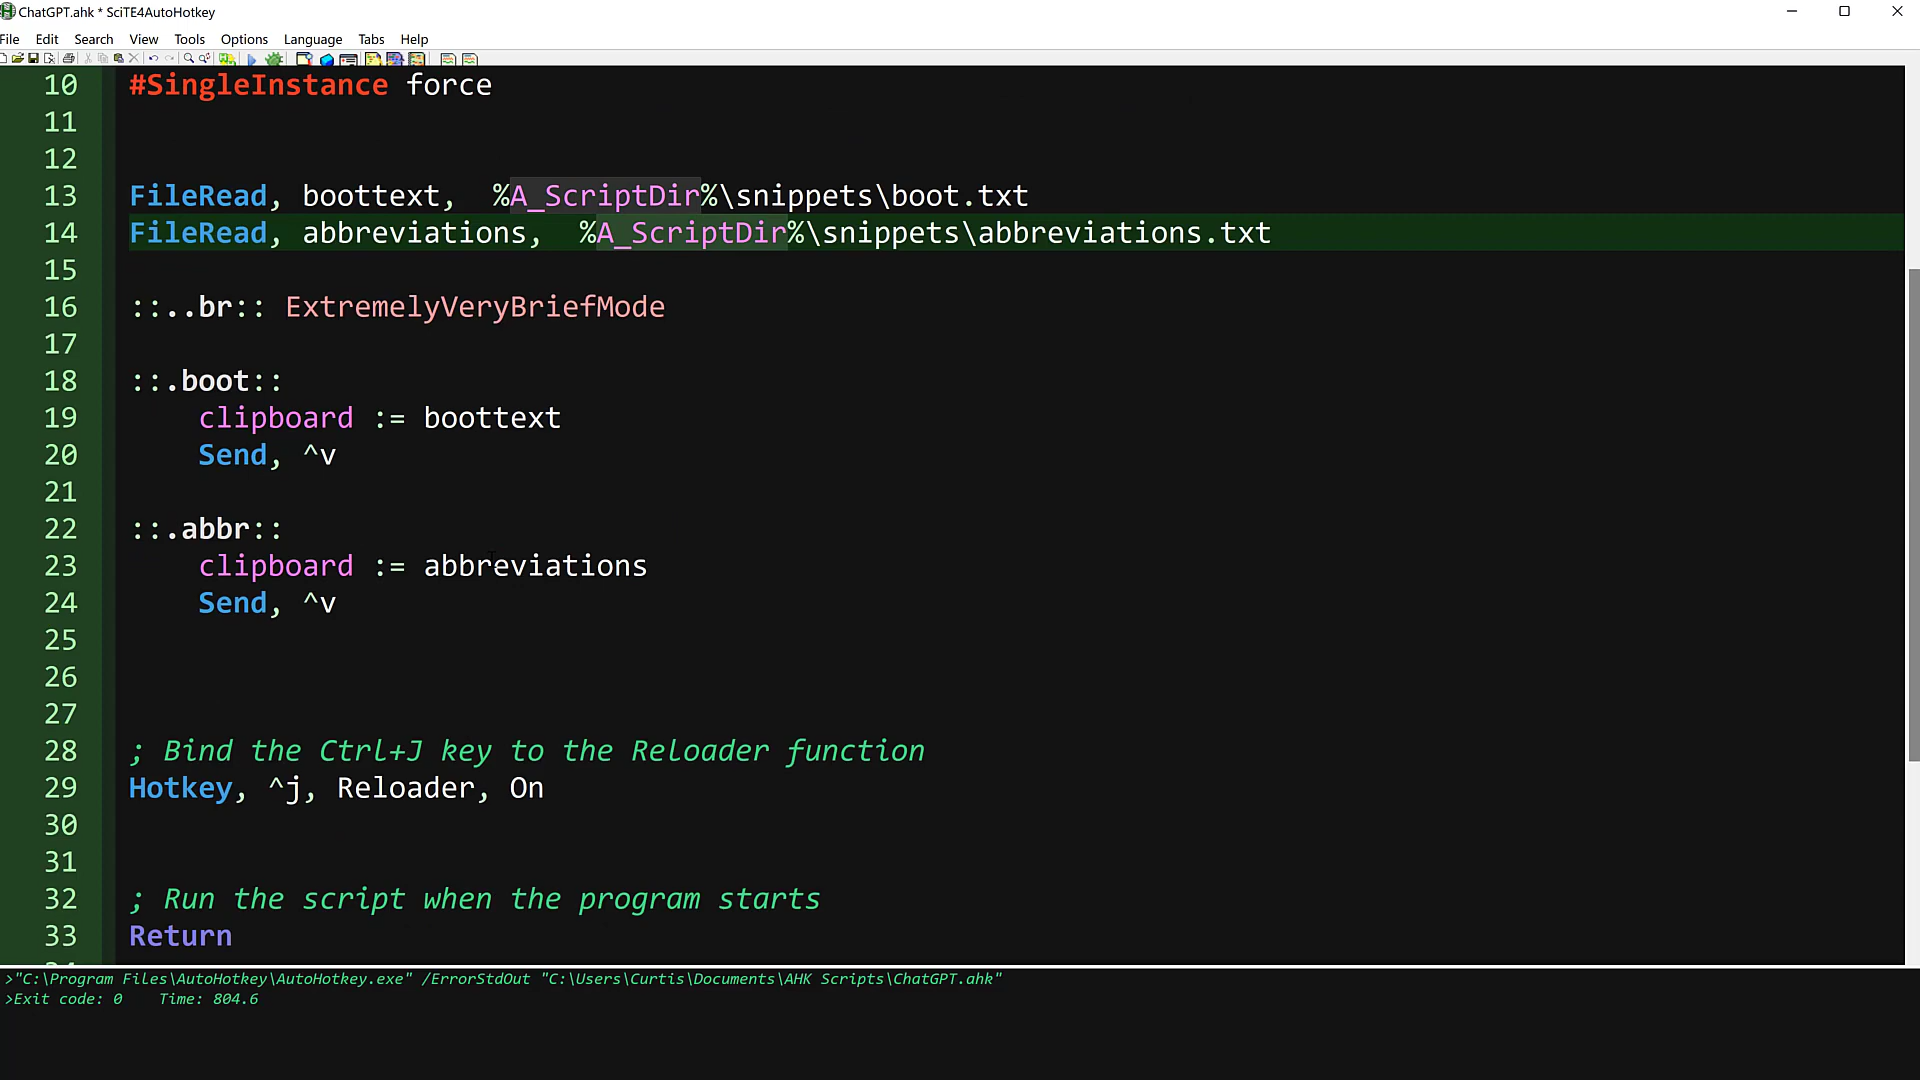 ChatGPT.ahk * SciTE4AutoHotkey
File Edit Search View Tools Options Language Tabs Help
10 #SingleInstance force
11
12
13 FileRead, boottext,  %A_ScriptDir%\snippets\boot.txt
14 FileRead, abbreviations,  %A_ScriptDir%\snippets\abbreviations.txt
15
16 ::..br:: ExtremelyVeryBriefMode
17
18 ::.boot::
19     clipboard := boottext
20     Send, ^v
21
22 ::.abbr::
23     clipboard := abbreviations
24     Send, ^v
25
26
27
28 ; Bind the Ctrl+J key to the Reloader function
29 Hotkey, ^j, Reloader, On
30
31
32 ; Run the script when the program starts
33 Return
>"C:\Program Files\AutoHotkey\AutoHotkey.exe" /ErrorStdOut "C:\Users\Curtis\Documents\AHK Scripts\ChatGPT.ahk"
>Exit code: 0    Time: 804.6